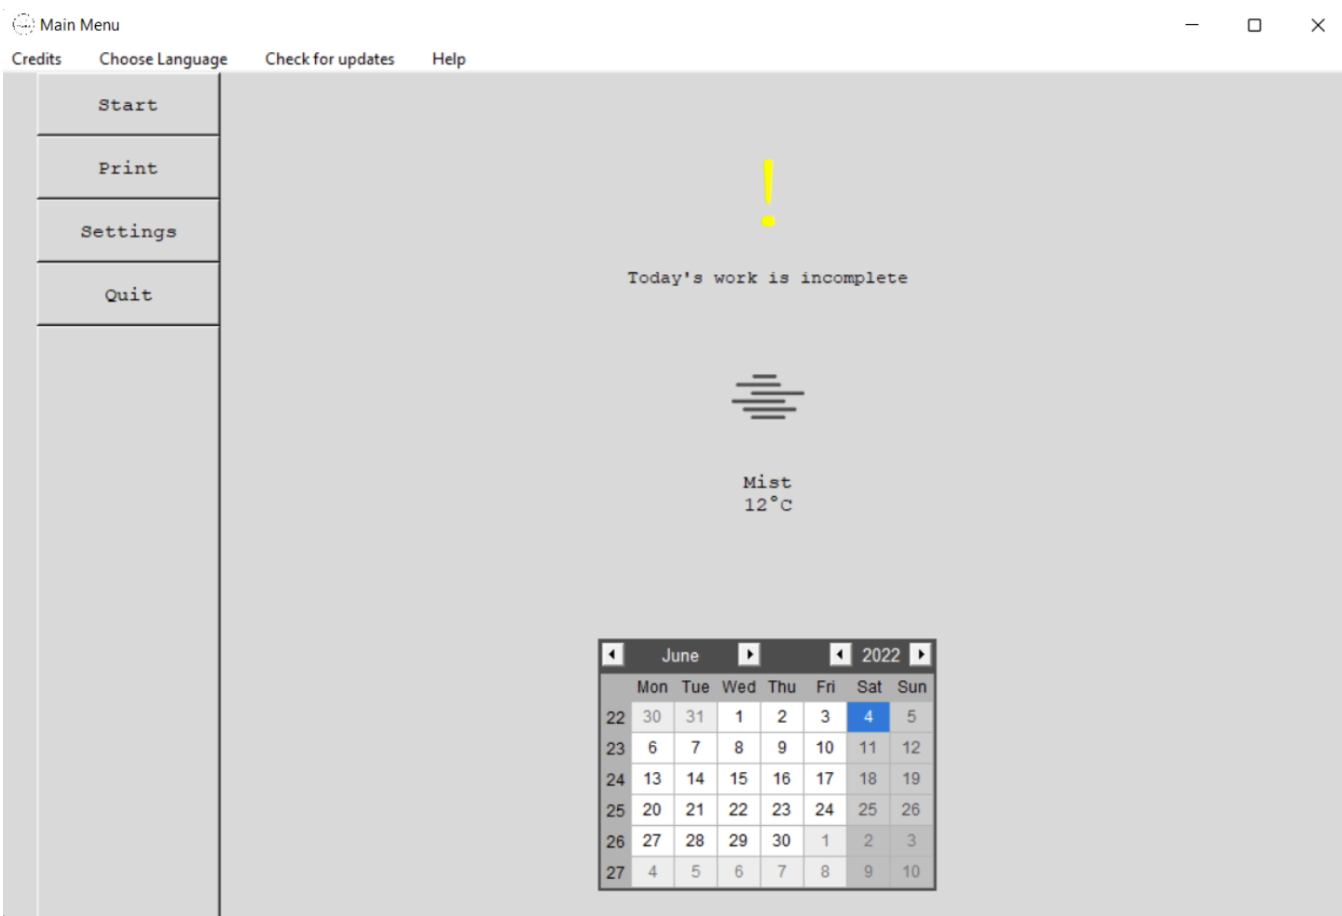 Main Menu
Credits Choose Language Check for updates Help
Start
Print
Settings
Quit
!
Today's work is incomplete
Mist
12°C
June 2022
Mon Tue Wed Thu Fri Sat Sun
22 30 31 1 2 3 4 5
23 6 7 8 9 10 11 12
24 13 14 15 16 17 18 19
25 20 21 22 23 24 25 26
26 27 28 29 30 1 2 3
27 4 5 6 7 8 9 10